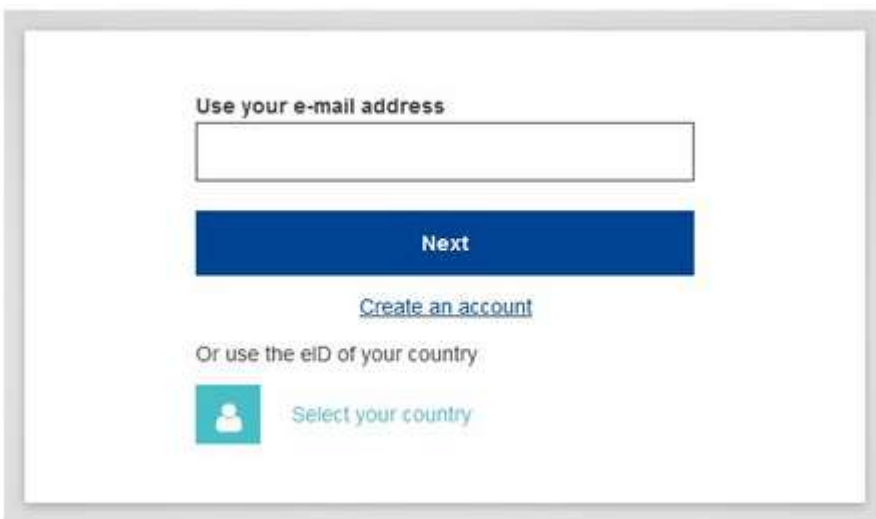 Use your e-mail address
Next
Create an account
Or use the eID of your country
Select your country